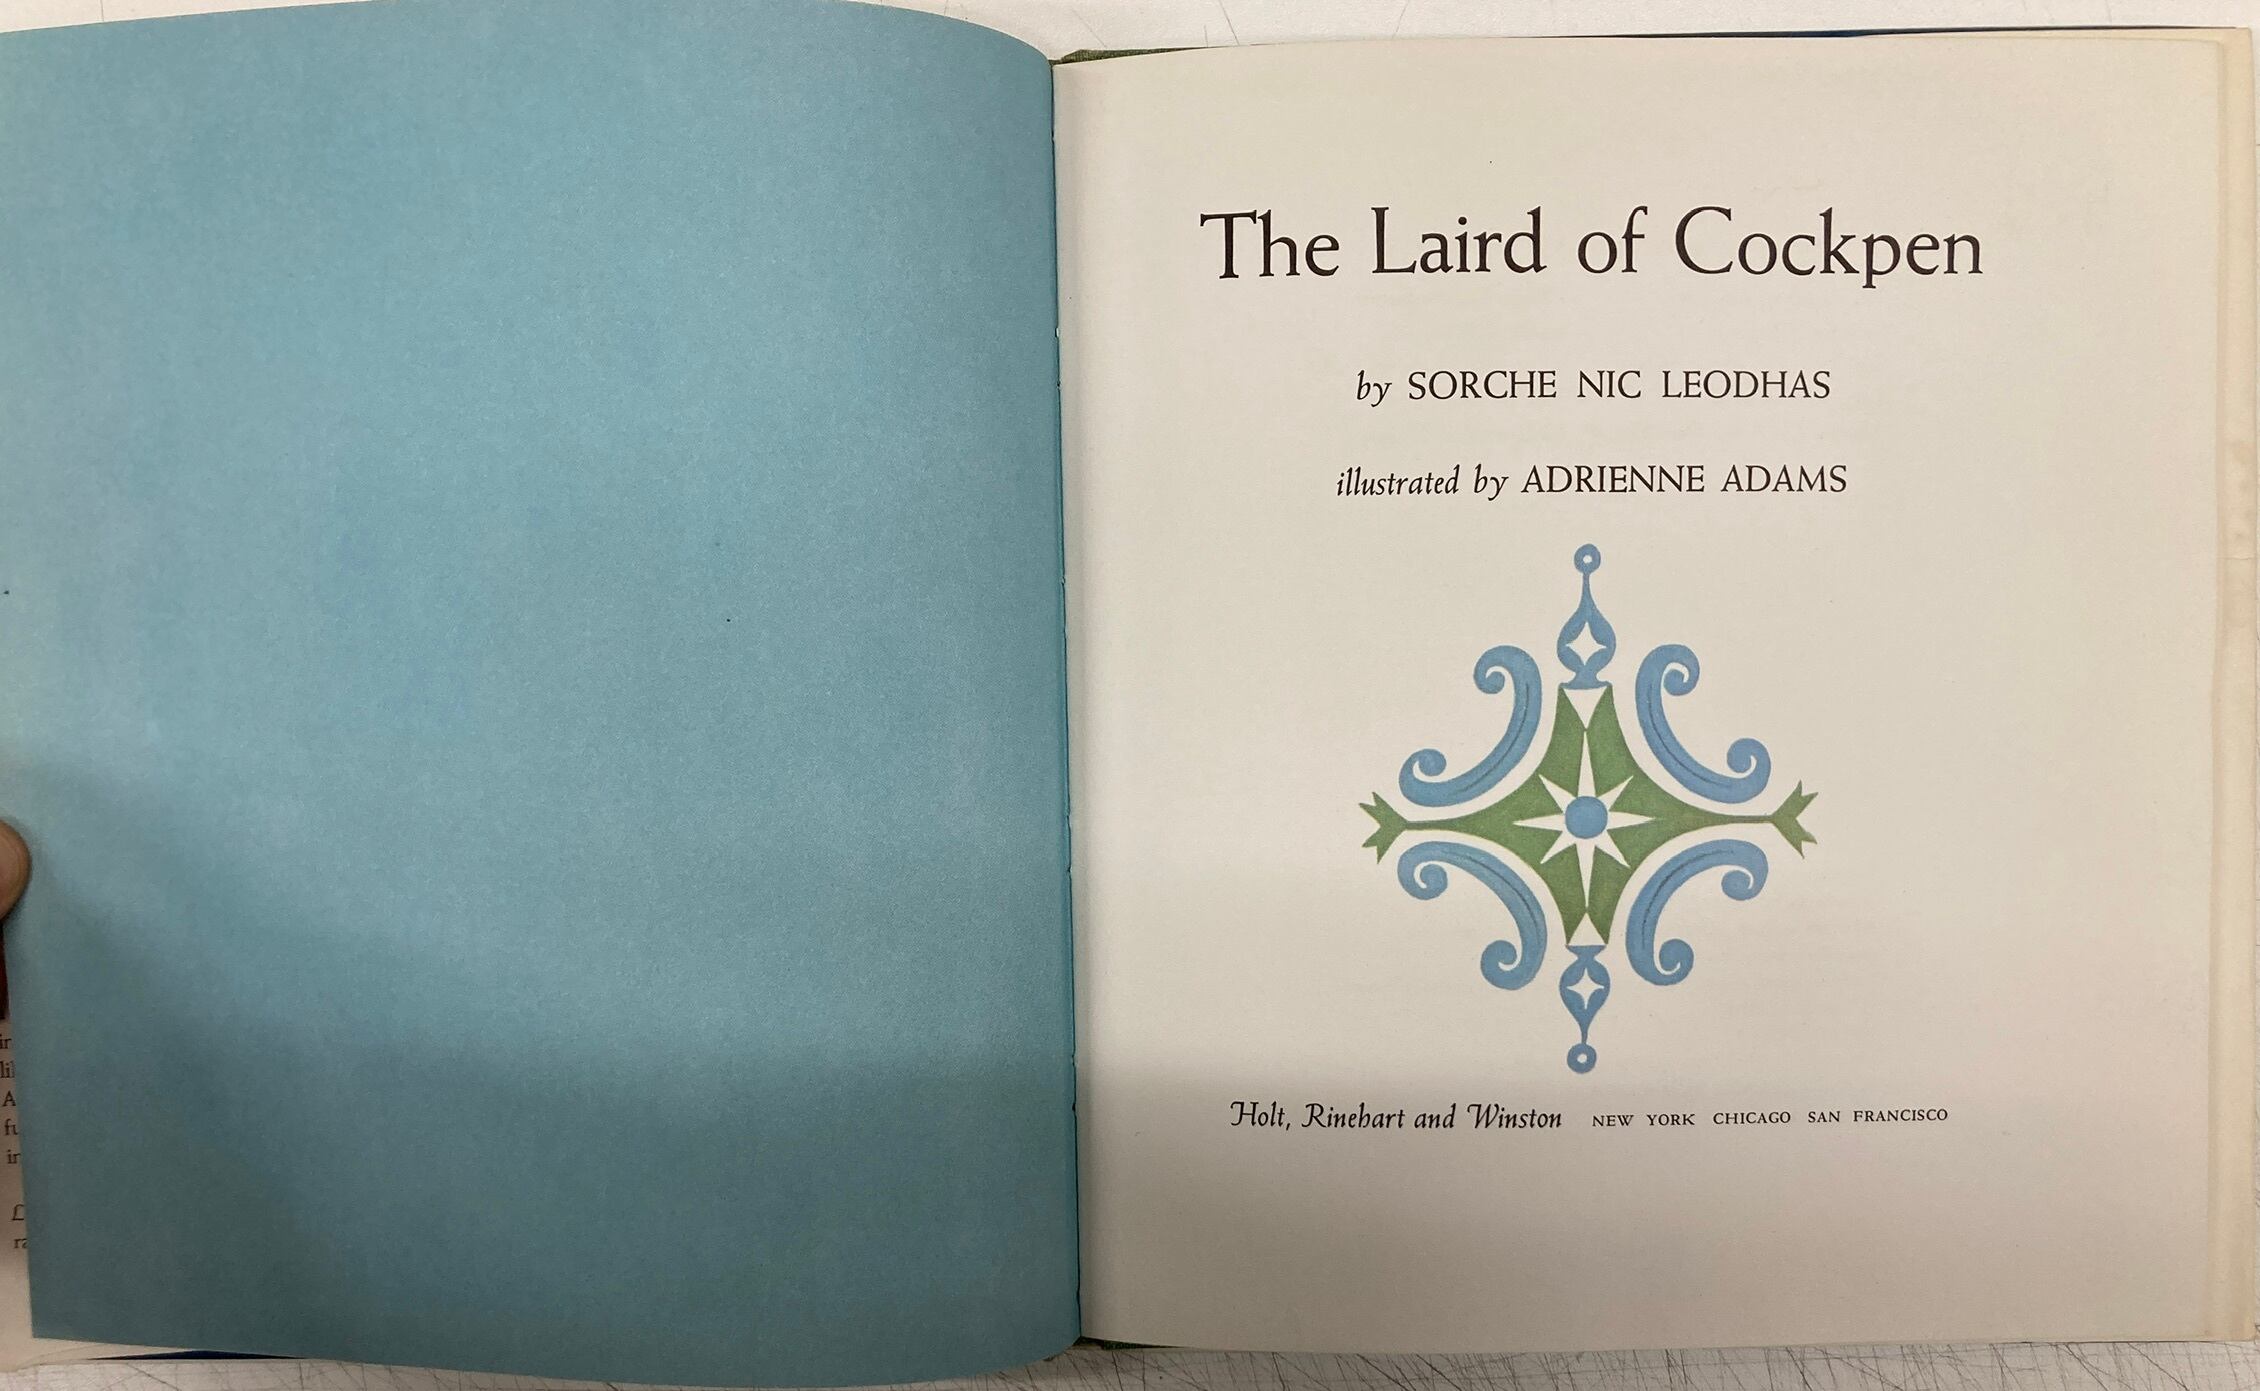 The Laird of Cockpen
by SORCHE NIC LEODHAS
illustrated by ADRIENNE ADAMS
Holt, Rinehart and Winston NEW YORK CHICAGO SAN FRANCISCO